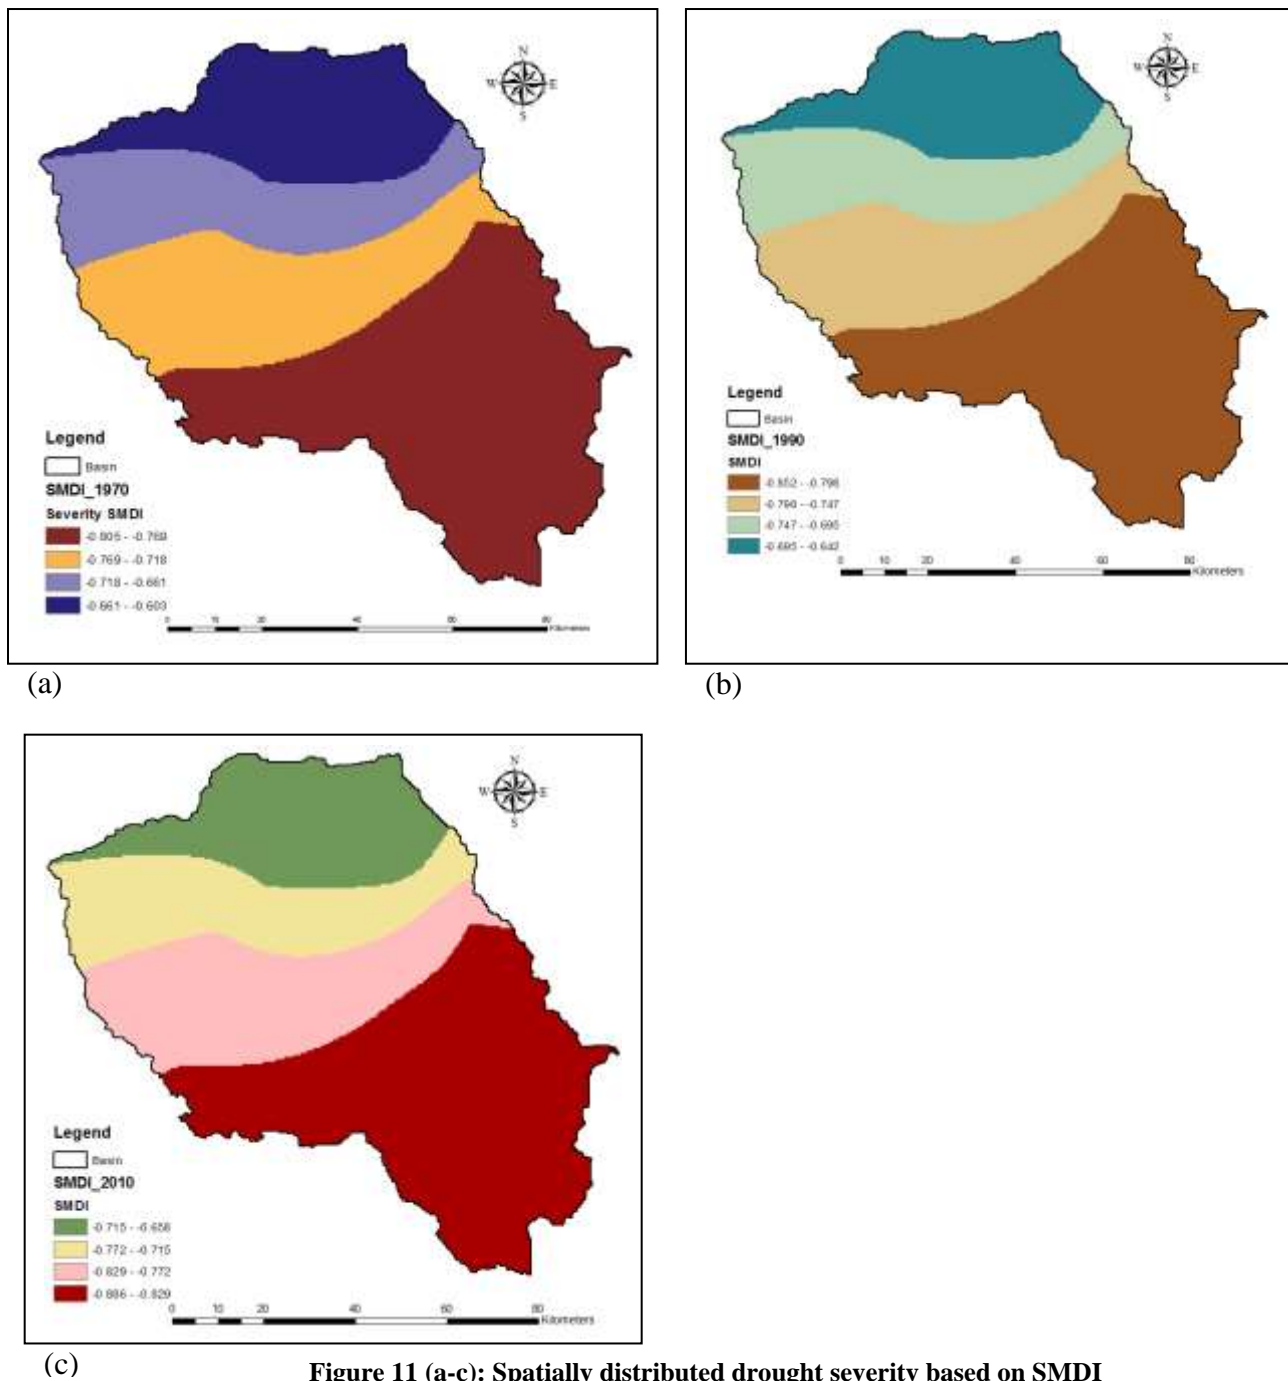 N
W E
S
Legend
Basin
SMDI_1970
Severity SMDI
-0.805 - -0.769
-0.769 - -0.718
-0.718 - -0.661
-0.661 - -0.603
0 10 20 40 60 80
Kilometers
(a)
N
W E
S
Legend
Basin
SMDI_1990
SMDI
-0.852 - -0.798
-0.747
-0.747 - -0.695
-0.695 - -0.642
0 10 20 40 60 80
Kilometers
(b)
N
W E
S
Legend
Basin
SMDI_2010
SMDI
-0.715 - -0.658
-0.772 - -0.715
-0.829 - -0.772
-0.886 - -0.829
0 10 20 40 60 80
Kilometers
(c)
Figure 11 (a-c): Spatially distributed drought severity based on SMDI